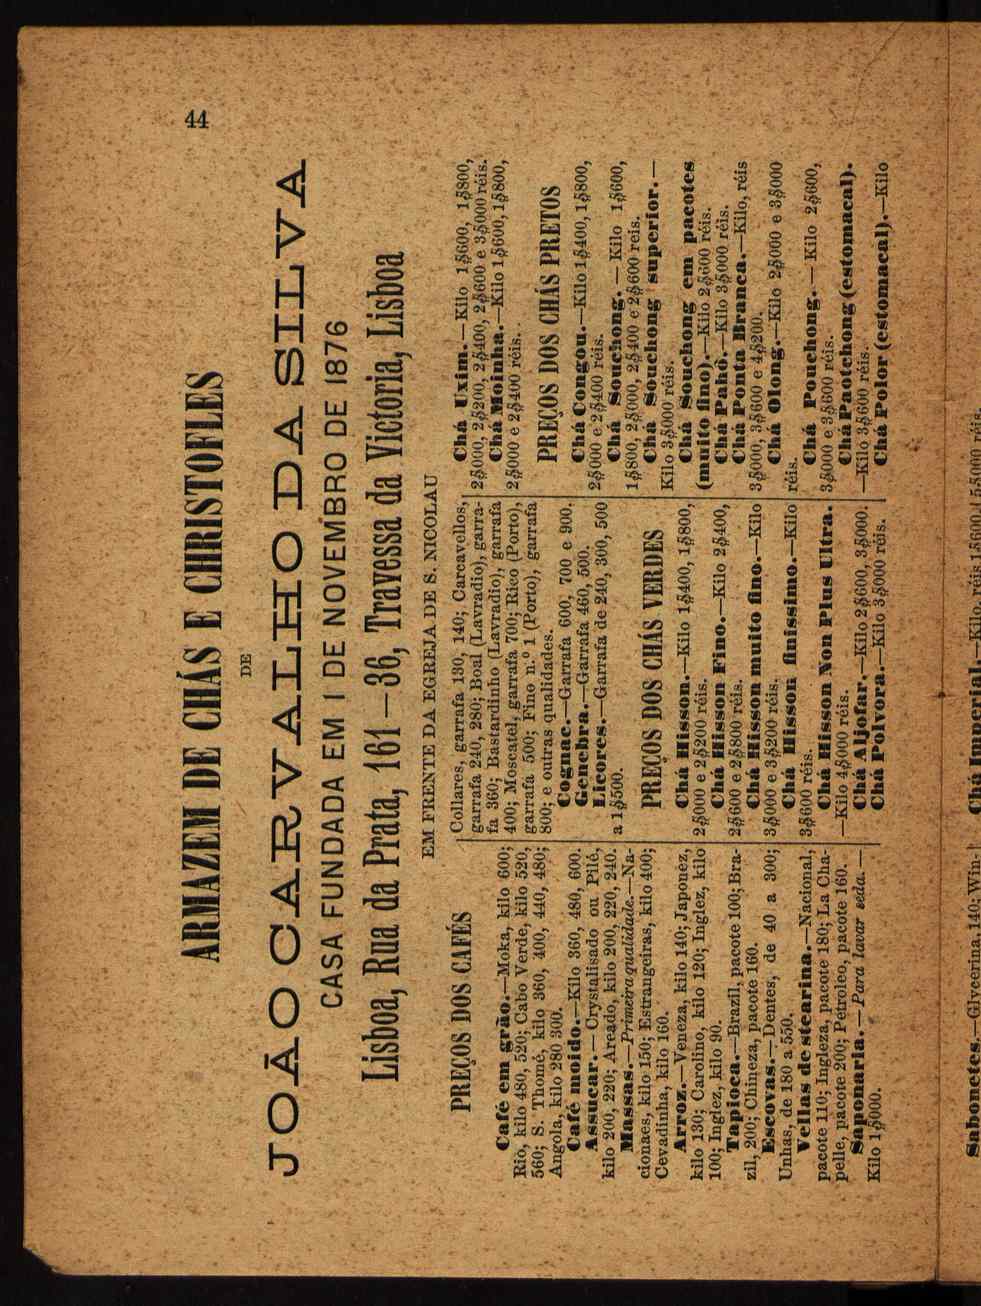 44
ARMAZEM DE CHÁS E CHRISTOFLES
DE
JOÃO CARVALHO DA SILVA
CASA FUNDADA EM 1 DE NOVEMBRO DE 1876
Lisboa, Rua da Prata, 161—36, Travessa da Victoria, Lisboa
EM FRENTE DA EGREJA DE S. NICOLAU
PREÇOS DOS CAFÉS
Café em grão.—Moka, kilo 600;
Rio, kilo 480, 520; Cabo Verde, kilo 520,
560; S. Thomé, kilo 360, 400, 440, 480;
Angola, kilo 280 300.
Café moido.—Kilo 360, 480, 600.
Assucar.—Crystalisado ou Pilé,
kilo 200, 220; Areado, kilo 200, 220, 240.
Massas.—Primeira qualidade.—Na-
cionaes, kilo 150; Estrangeiras, kilo 400;
Cevadinha, kilo 160.
Arroz.—Veneza, kilo 140; Japonez,
kilo 130; Carolino, kilo 120; Inglez, kilo
100; Inglez, kilo 90.
Tapioca.—Brazil, pacote 100; Bra-
zil, 200; Chineza, pacote 160.
Escovas.—Dentes, de 40 a 300;
Unhas, de 180 a 550.
Vellas de stearina.—Nacional,
pacote 110; Ingleza, pacote 180; La Cha-
pelle, pacote 200; Petroleo, pacote 160.
Saponaria.—Para lavar sêda.—
Kilo 1$000.
Collares, garrafa 130, 140; Carcavellos,
garrafa 240, 280; Boal (Lavradio), garra-
fa 360; Bastardinho (Lavradio), garrafa
400; Moscatel, garrafa 700; Rico (Porto),
garrafa 500; Fino n.º 1 (Porto), garrafa
800; e outras qualidades.
Cognac.—Garrafa 600, 700 e 900.
Genebra.—Garrafa 460, 500.
Licores.—Garrafa de 240, 300, 500
a 1$500.
PREÇOS DOS CHÁS VERDES
Chá Hisson.—Kilo 1$400, 1$800,
2$000 e 2$200 réis.
Chá Hisson Fino.—Kilo 2$400,
2$600 e 2$800 réis.
Chá Hisson muito fino.—Kilo
3$000 e 3$200 réis.
Chá Hisson finissimo.—Kilo
3$600 réis.
Chá Hisson Non Plus Ultra.
—Kilo 4$000 réis.
Chá Aljofar.—Kilo 2$600, 3$000.
Chá Polvora.—Kilo 3$000 réis.
Chá Uxim.—Kilo 1$600, 1$800,
2$000, 2$200, 2$400, 2$600 e 3$000 réis.
Chá Moinha.—Kilo 1$600, 1$800,
2$000 e 2$400 réis.
PREÇOS DOS CHÁS PRETOS
Chá Congou.—Kilo 1$400, 1$800,
2$000 e 2$400 réis.
Chá Souchong.—Kilo 1$600,
1$800, 2$000, 2$400 e 2$600 reis.
Chá Souchong superior.—
Kilo 3$000 réis.
Chá Souchong em pacotes
(muito fino).—Kilo 2$600 réis.
Chá Pahô.—Kilo 3$000 réis.
Chá Ponta Branca.—Kilo, réis
3$000, 3$600 e 4$200.
Chá Olong.—Kilo 2$000 e 3$000
réis.
Chá Pouchong.—Kilo 2$600,
3$000 e 3$600 réis.
Chá Paotchong (estomacal).
—Kilo 3$600 réis.
Chá Polor (estomacal).—Kilo
Sabonetes.—Glycerina, 140; Win-
Chá Imperial.—Kilo, réis 1$600